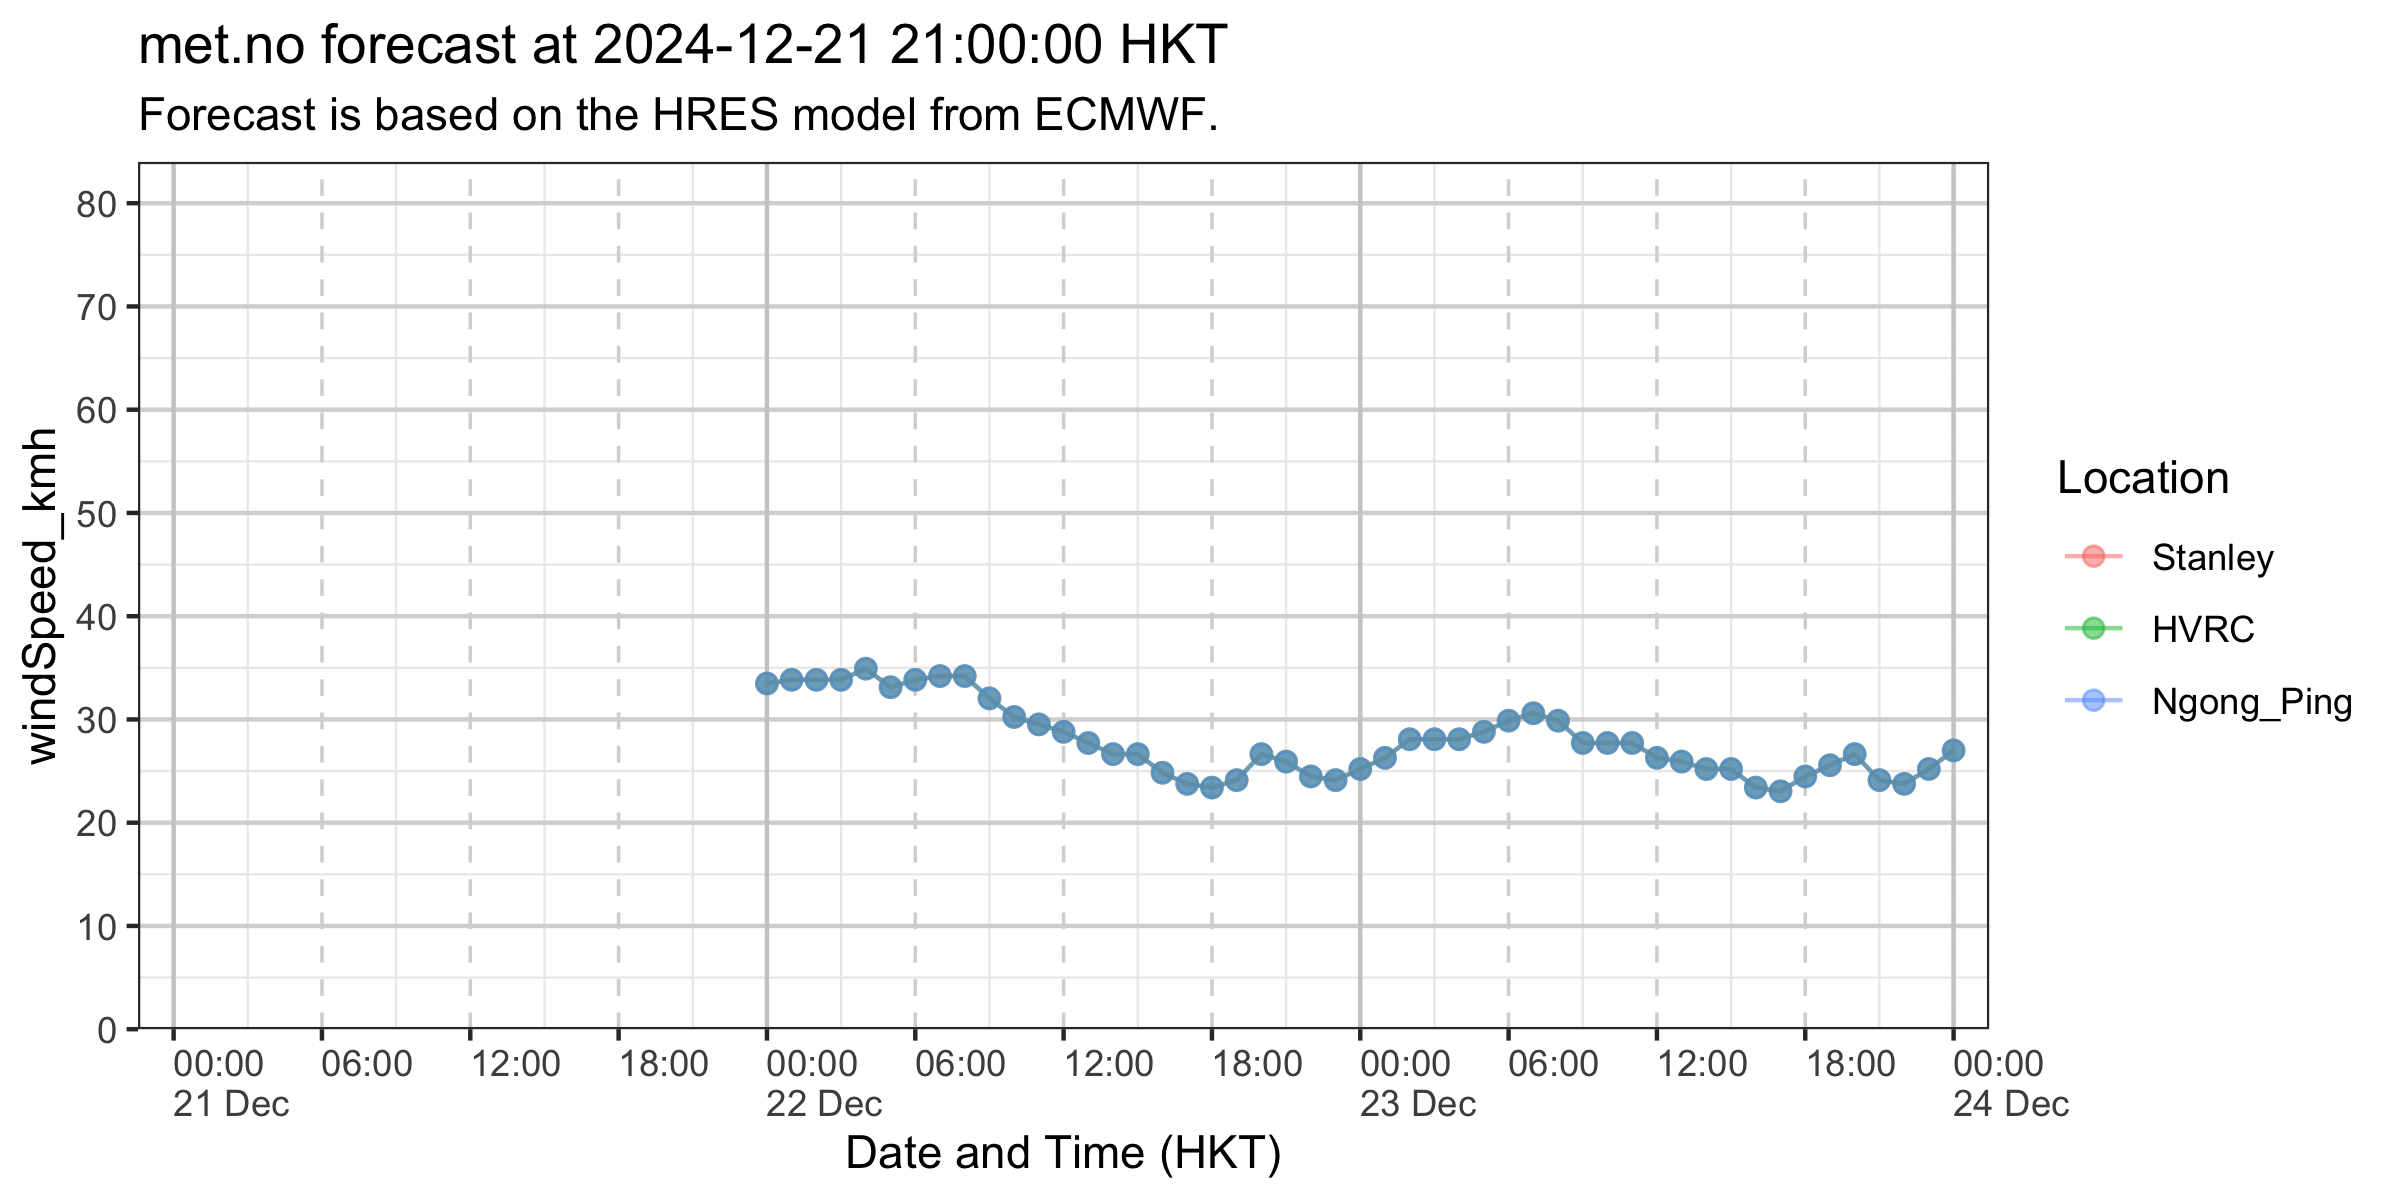 met.no forecast at 2024-12-21 21:00:00 HKT
Forecast is based on the HRES model from ECMWF.
windSpeed_kmh
80
70
60
50
40
30
20
10
0
00:00 06:00 12:00 18:00 00:00 06:00 12:00 18:00 00:00 06:00 12:00 18:00 00:00
21 Dec 22 Dec 23 Dec 24 Dec
Date and Time (HKT)
Location
Stanley
HVRC
Ngong_Ping